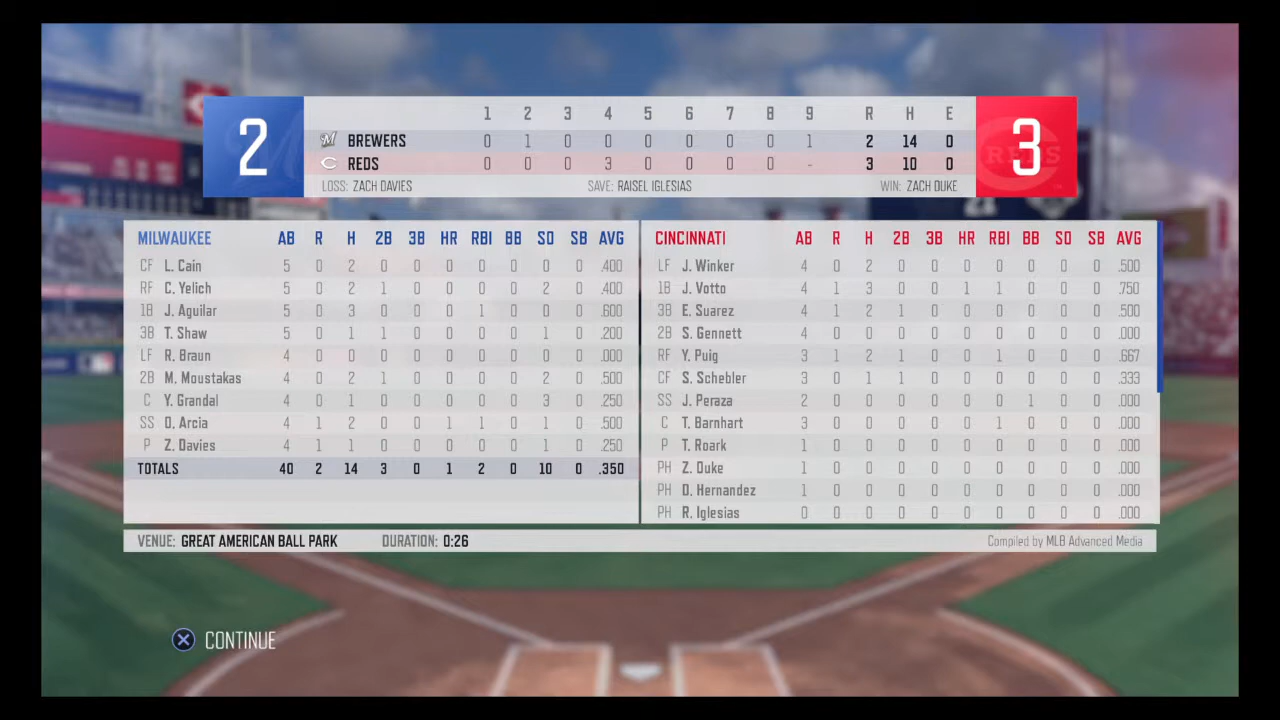 1 2 3 4 5 6 7 8 9 R H E
2 BREWERS 0 1 0 0 0 0 0 0 1 2 14 0 3
REDS 0 0 0 3 0 0 0 0 - 3 10 0
LOSS: ZACH DAVIES SAVE: RAISEL IGLESIAS WIN: ZACH DUKE
MILWAUKEE AB R H 2B 3B HR RBI BB SO SB AVG
CF L. Cain 5 0 2 0 0 0 0 0 0 0 .400
RF C. Yelich 5 0 2 1 0 0 0 0 2 0 .400
1B J. Aguilar 5 0 3 0 0 0 1 0 0 0 .600
3B T. Shaw 5 0 1 1 0 0 0 0 1 0 .200
LF R. Braun 4 0 0 0 0 0 0 0 0 0 .000
2B M. Moustakas 4 0 2 1 0 0 0 0 2 0 .500
C Y. Grandal 4 0 1 0 0 0 0 0 3 0 .250
SS O. Arcia 4 1 2 0 0 1 1 0 1 0 .500
P Z. Davies 4 1 1 0 0 0 0 0 1 0 .250
TOTALS 40 2 14 3 0 1 2 0 10 0 .350
CINCINNATI AB R H 2B 3B HR RBI BB SO SB AVG
LF J. Winker 4 0 2 0 0 0 0 0 0 0 .500
1B J. Votto 4 1 3 0 0 1 1 0 0 0 .750
3B E. Suarez 4 1 2 1 0 0 0 0 0 0 .500
2B S. Gennett 4 0 0 0 0 0 0 0 0 0 .000
RF Y. Puig 3 1 2 1 0 0 1 0 0 0 .667
CF S. Schebler 3 0 1 1 0 0 0 0 0 0 .333
SS J. Peraza 2 0 0 0 0 0 0 1 0 0 .000
C T. Barnhart 3 0 0 0 0 0 1 0 0 0 .000
P T. Roark 1 0 0 0 0 0 0 0 0 0 .000
PH Z. Duke 1 0 0 0 0 0 0 0 0 0 .000
PH D. Hernandez 1 0 0 0 0 0 0 0 0 0 .000
PH R. Iglesias 0 0 0 0 0 0 0 0 0 0 .000
VENUE: GREAT AMERICAN BALL PARK DURATION: 0:26 Compiled by MLB Advanced Media
CONTINUE